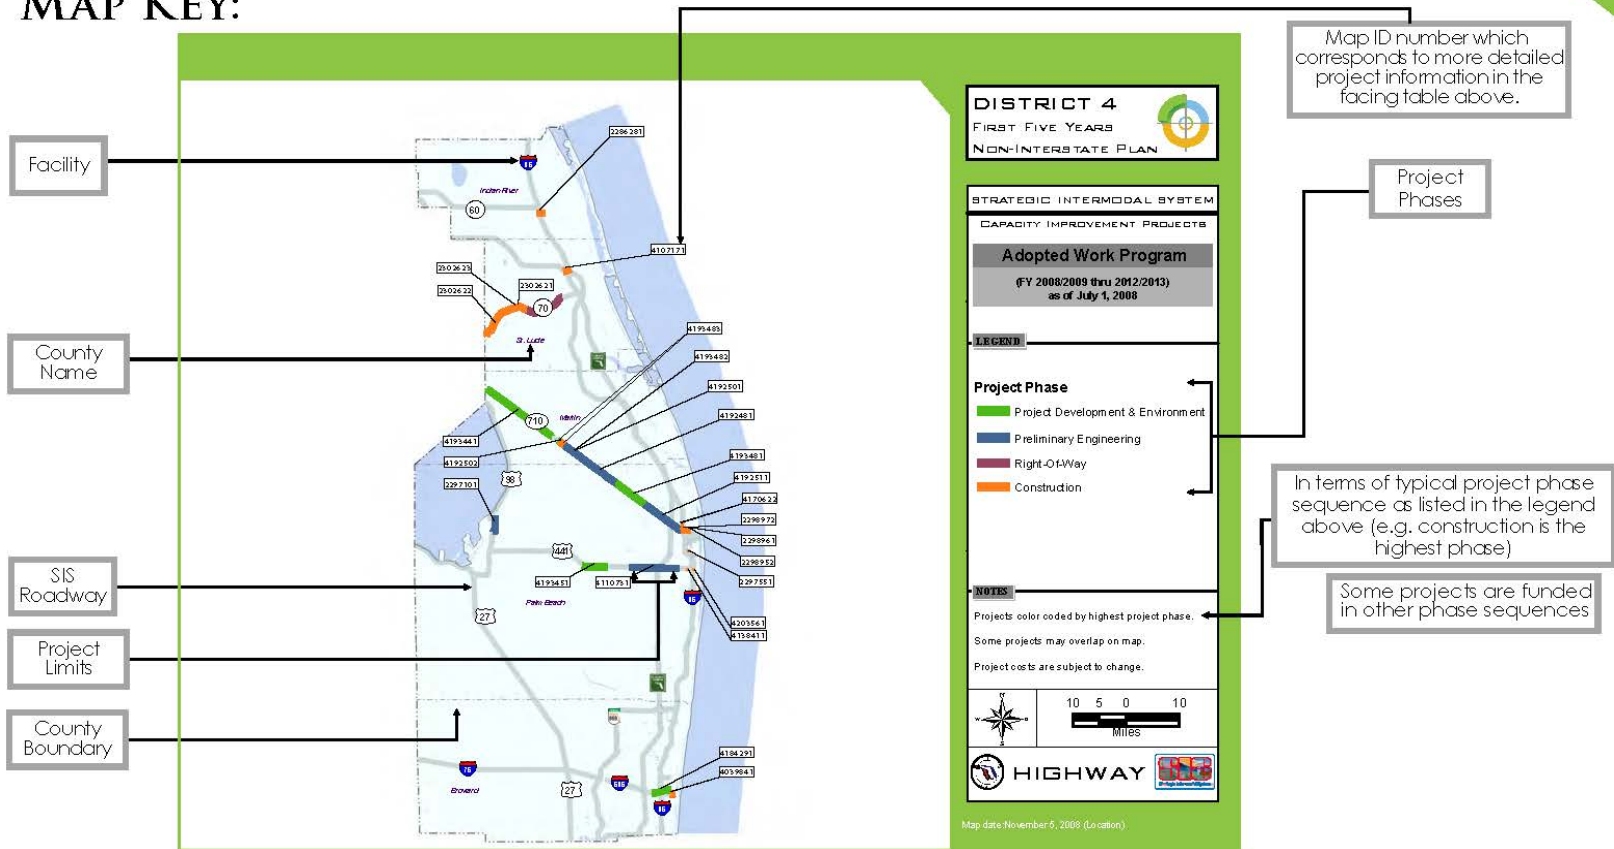 MAP KEY:
Map ID number which
corresponds to more detailed
project information in the
facing table above.
Facility
County
Name
SIS
Roadway
Project
Limits
County
Boundary
2286281
Indian River
60
4107171
2302623
2302621
2302622
70
St. Lucie
4193483
4193482
4192501
Martin
710
4192481
4193441
4192502
4193481
98
4192511
2297101
4170622
2298972
2298961
441
2298952
4193451
4110731
2297551
Palm Beach
27
4203561
4138411
4184291
4039841
Broward
27
DISTRICT 4
FIRST FIVE YEARS
NON-INTERSTATE PLAN
STRATEGIC INTERMODAL SYSTEM
CAPACITY IMPROVEMENT PROJECTS
Adopted Work Program
(FY 2008/2009 thru 2012/2013)
as of July 1, 2008
LEGEND
Project Phase
Project Development & Environment
Preliminary Engineering
Right-Of-Way
Construction
NOTES
Projects color coded by highest project phase.
Some projects may overlap on map.
Project costs are subject to change.
N
W
E
S
10 5 0 10
Miles
HIGHWAY
SIS
Map date:November 5, 2008 (Location)
Project
Phases
In terms of typical project phase
sequence as listed in the legend
above (e.g. construction is the
highest phase)
Some projects are funded
in other phase sequences